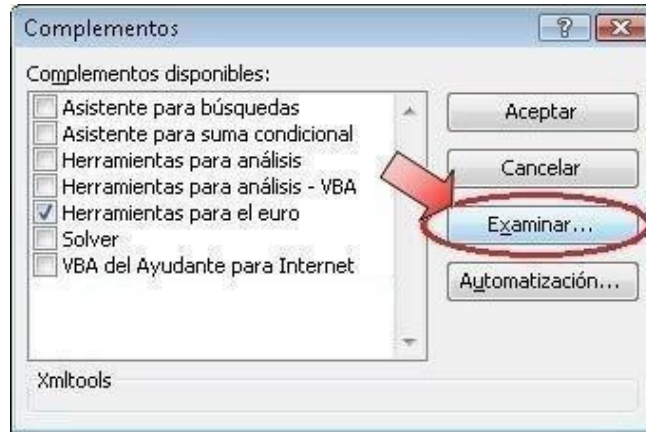 Complementos
Complementos disponibles:
Asistente para búsquedas
Asistente para suma condicional
Herramientas para análisis
Herramientas para análisis - VBA
Herramientas para el euro
Solver
VBA del Ayudante para Internet
Aceptar
Cancelar
Examinar...
Automatización...
Xmltools